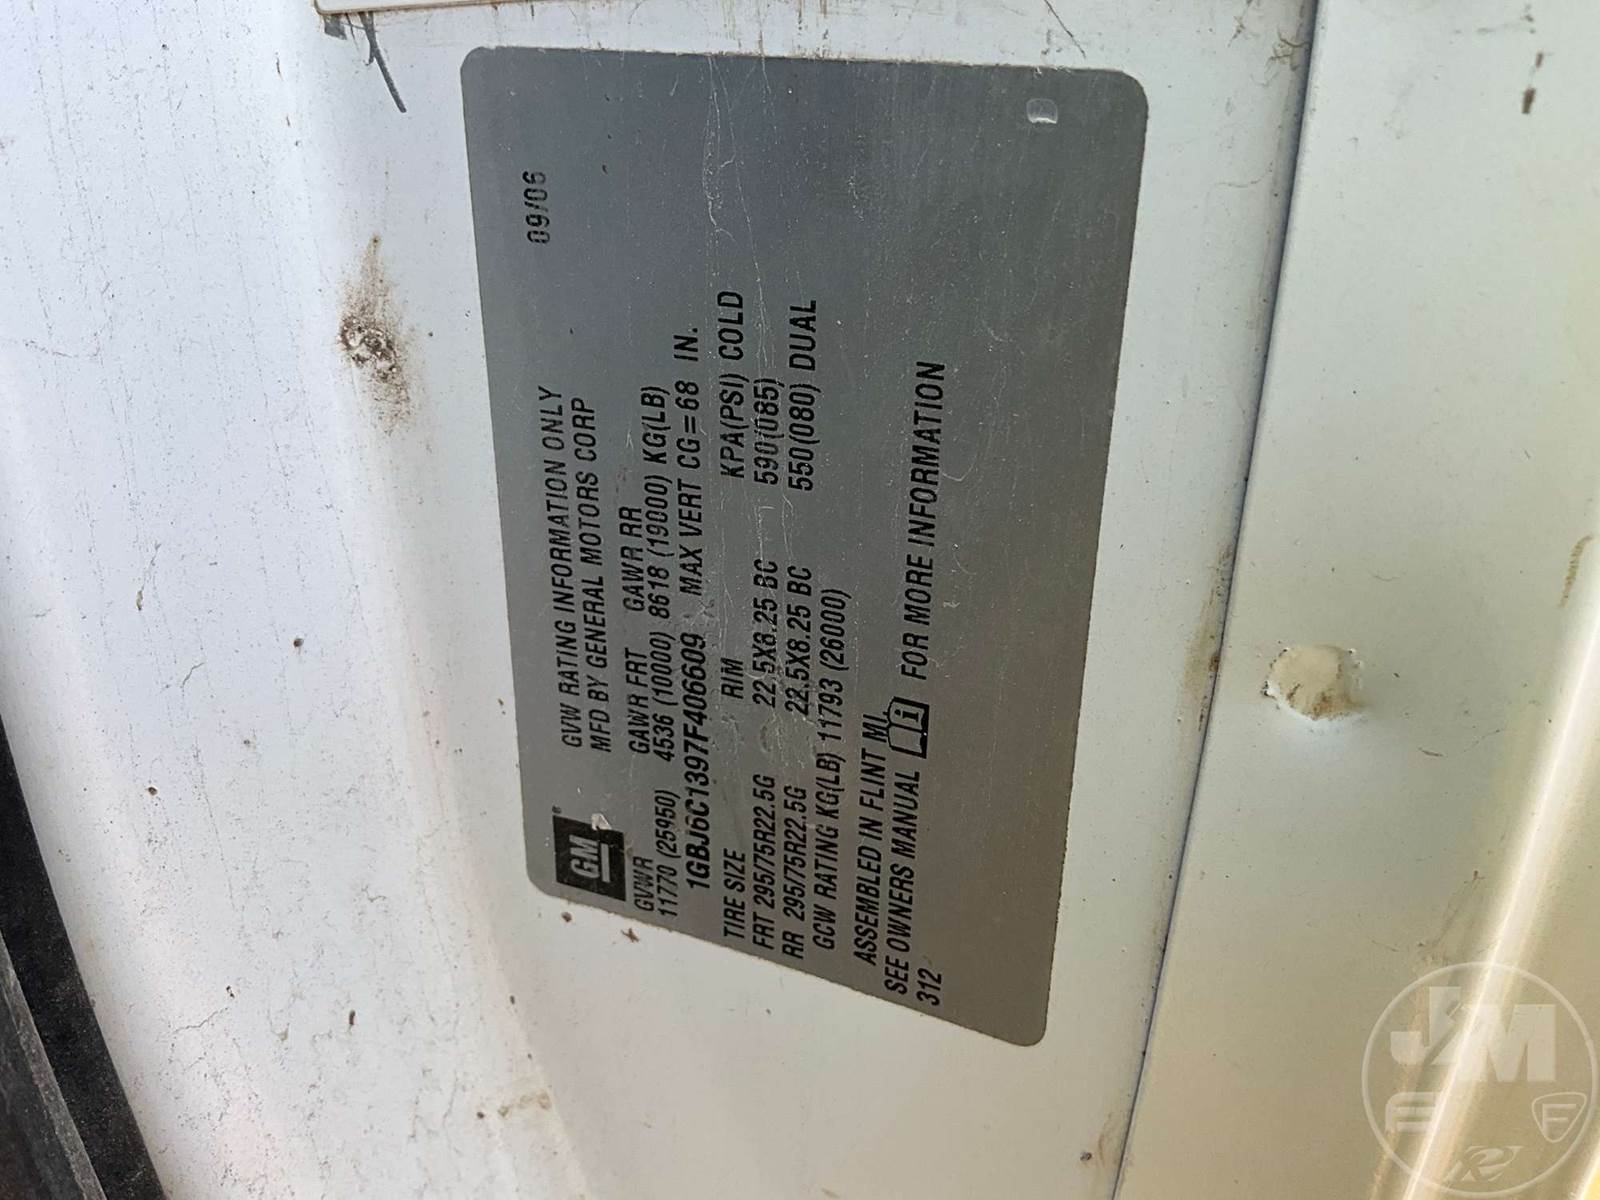 09/06
GVW RATING INFORMATION ONLY
MFD BY GENERAL MOTORS CORP
GM
GVWR GAWR FRT GAWR RR
11770 (25950) 4536 (10000) 8618 (19000) KG(LB)
1GBJ6C1397F406609 MAX VERT CG=68 IN.
TIRE SIZE RIM KPA(PSI) COLD
FRT 295/75R22.5G 22.5X8.25 BC 590(085)
RR 295/75R22.5G 22.5X8.25 BC 550(080) DUAL
GCW RATING KG(LB) 11793 (26000)
ASSEMBLED IN FLINT MI,
SEE OWNERS MANUAL i FOR MORE INFORMATION
312
J&M
F F